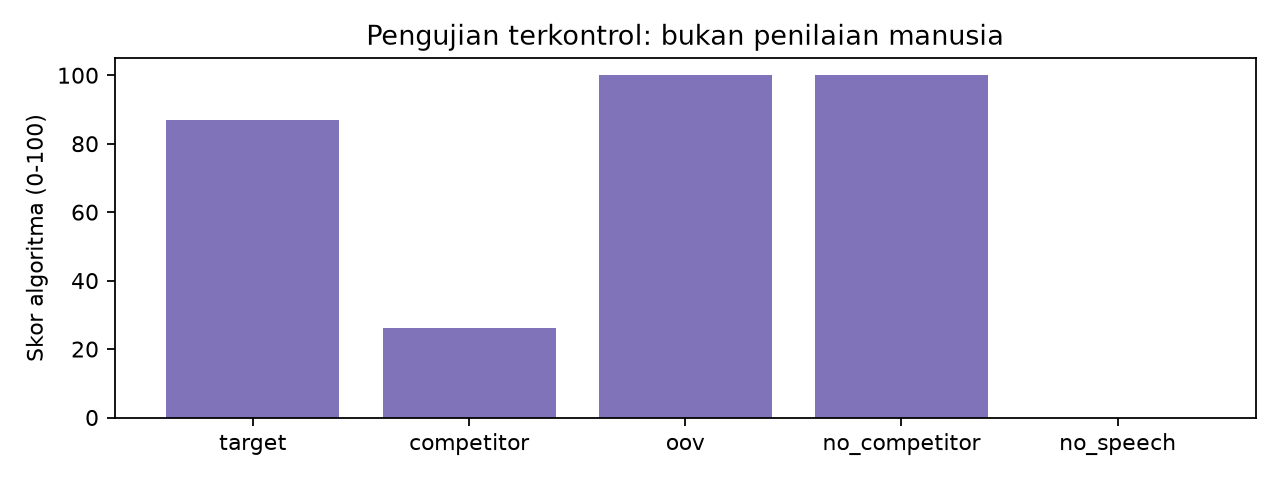 Pengujian terkontrol: bukan penilaian manusia
Skor algoritma (0-100)
100
80
60
40
20
0
target competitor oov no_competitor no_speech